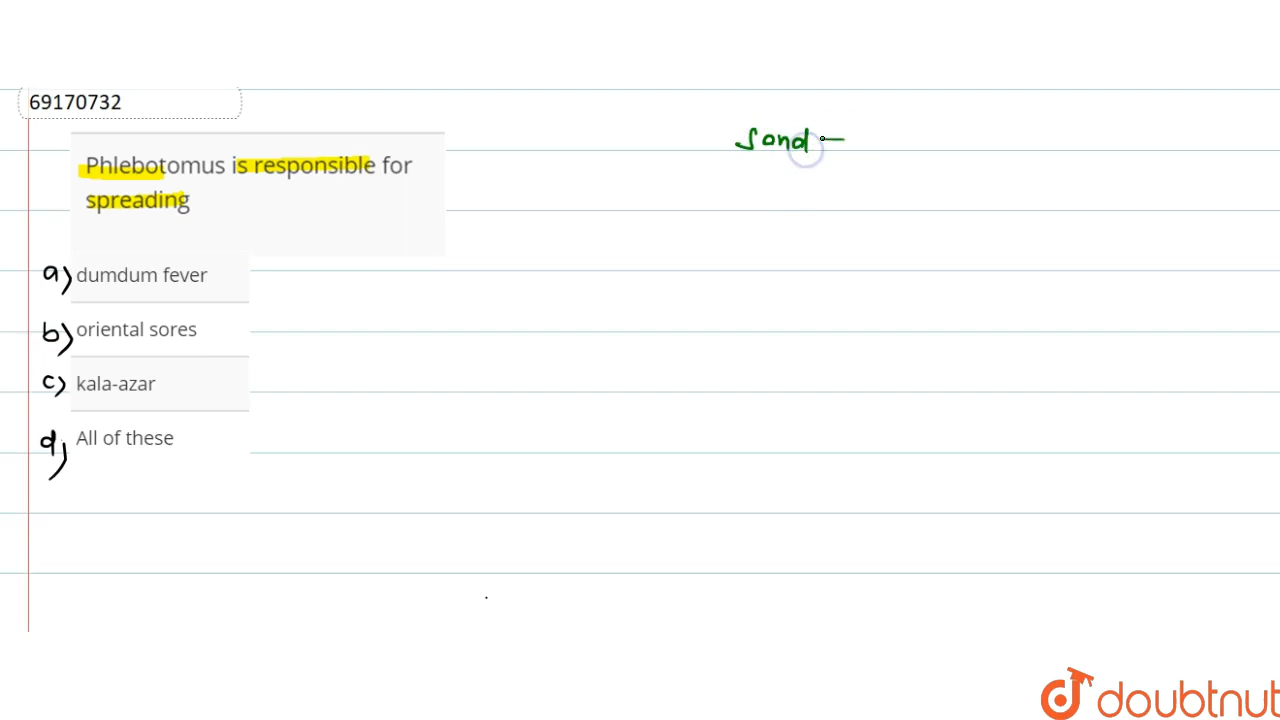 69170732
Sand –
Phlebotomus is responsible for
spreading
a) dumdum fever
b) oriental sores
c) kala-azar
d) All of these
doubtnut